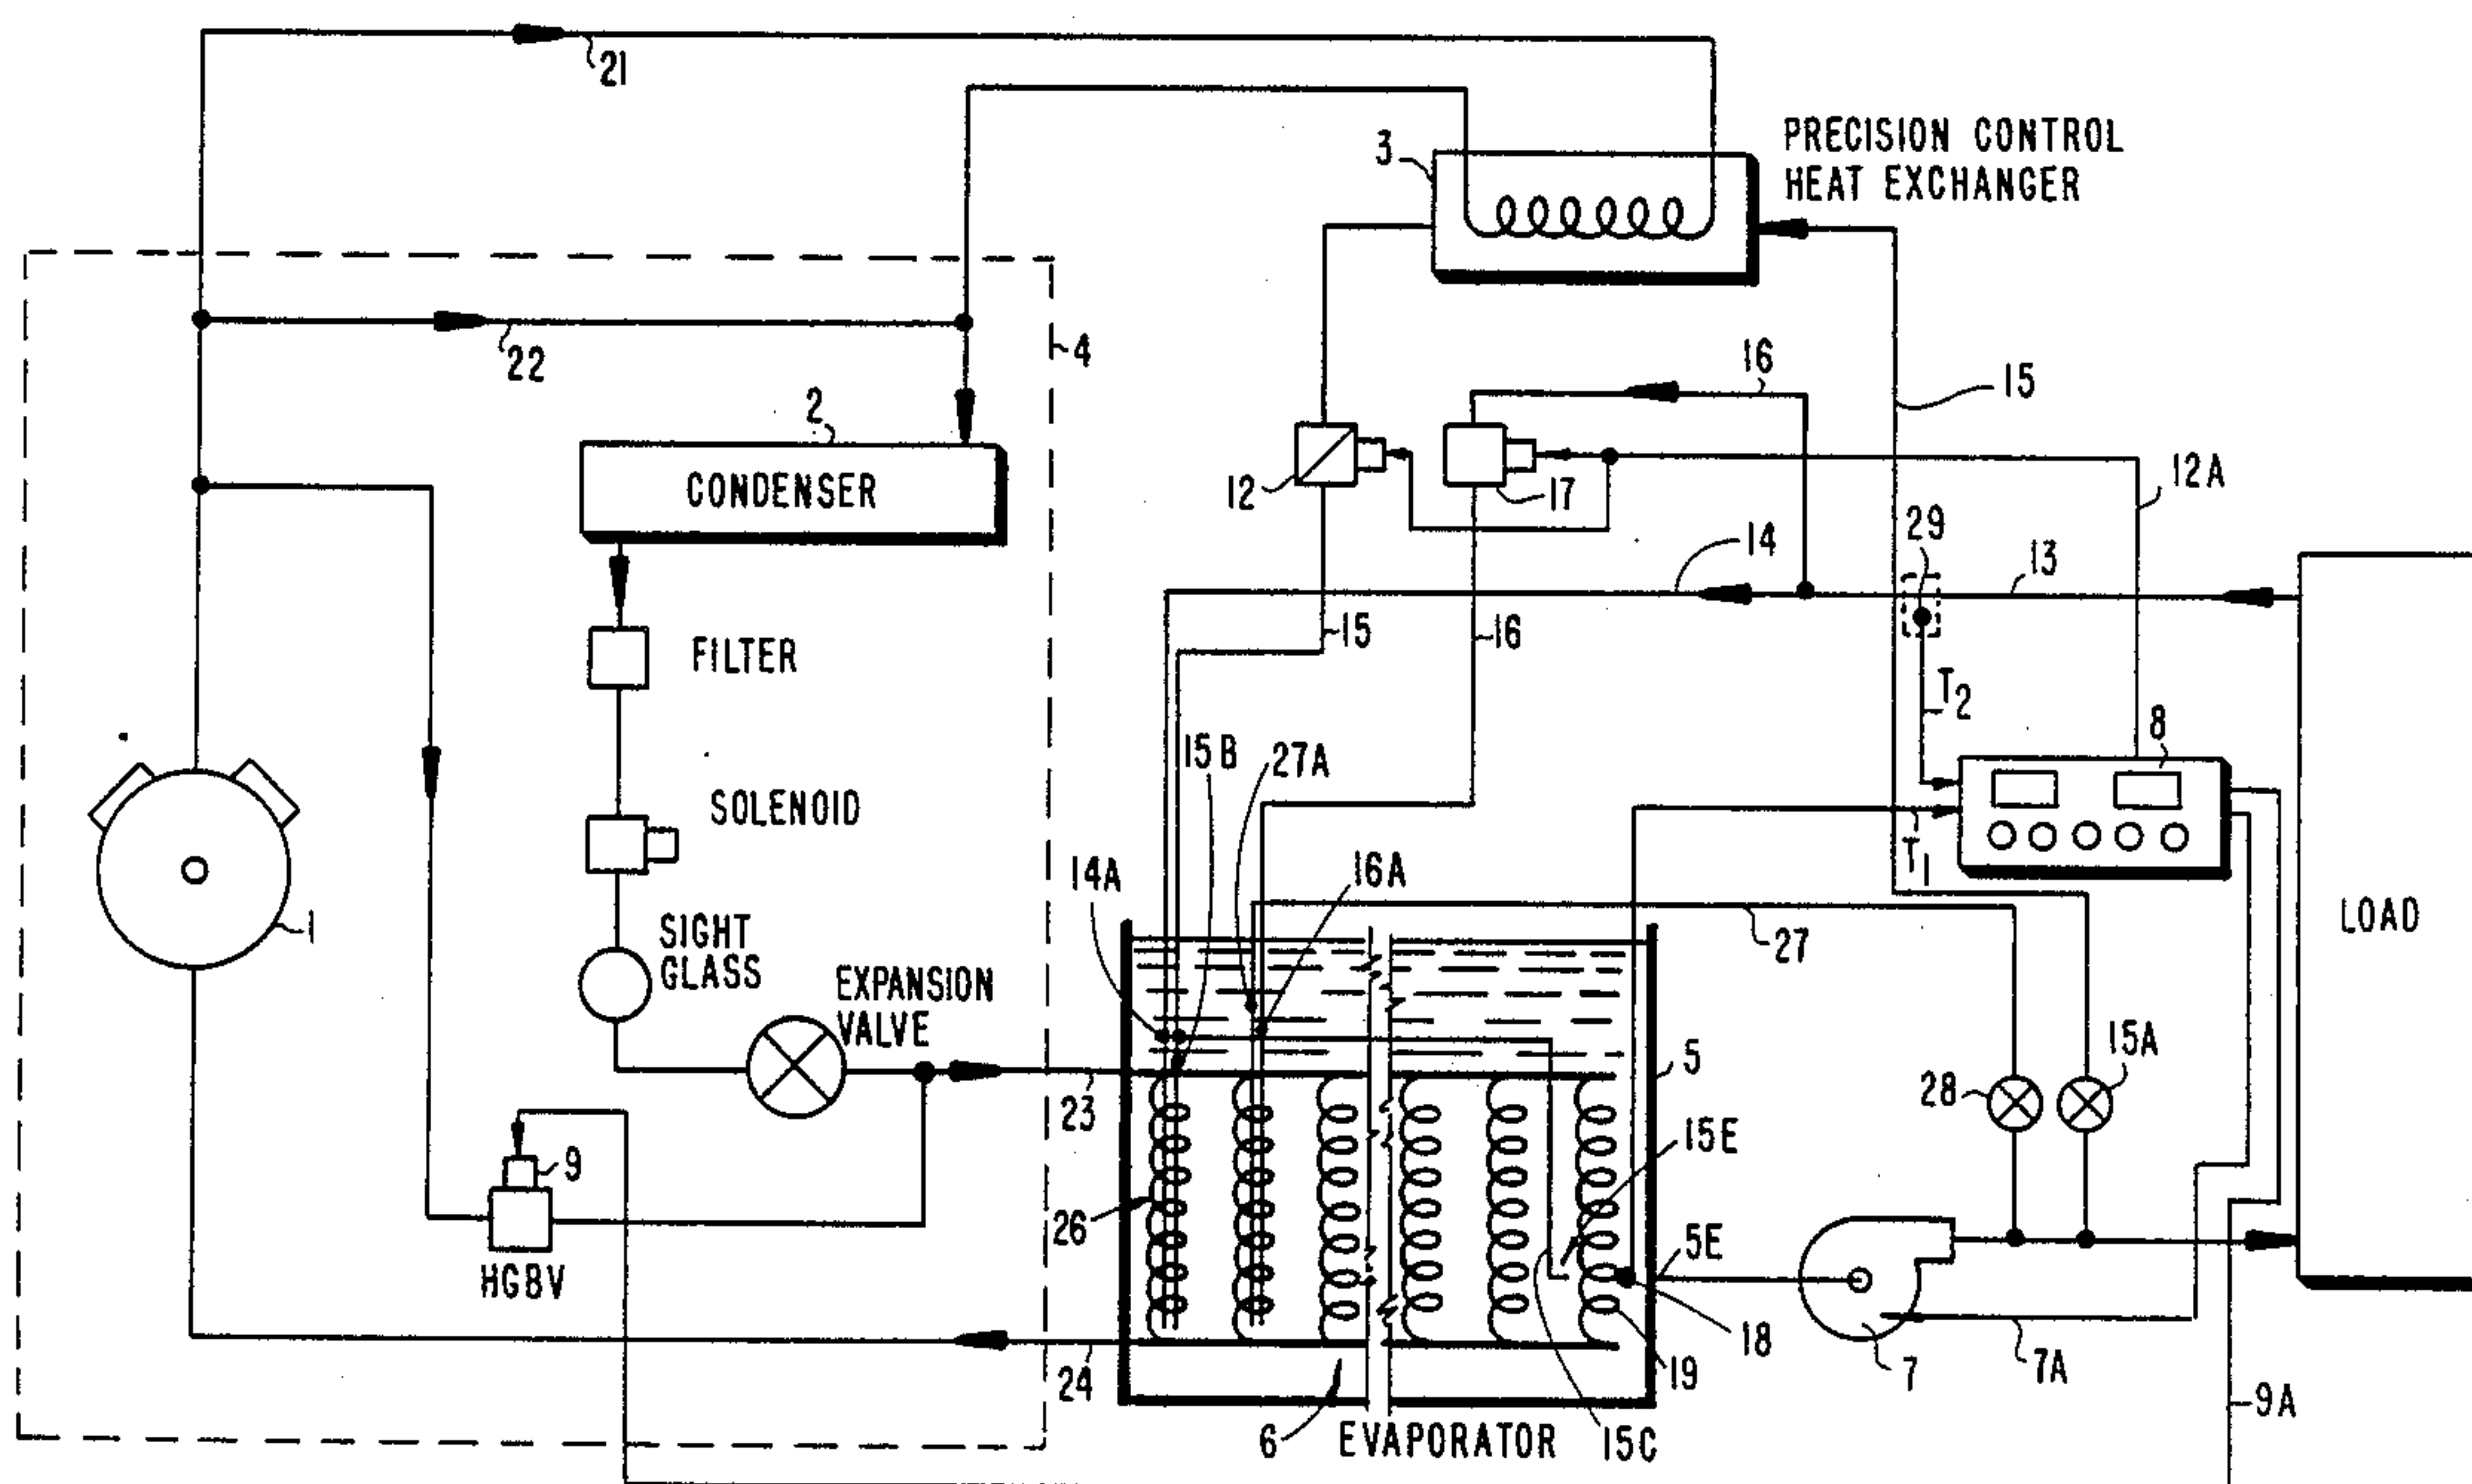 21
PRECISION CONTROL
HEAT EXCHANGER
3
22
4
16
15
2
CONDENSER
12
17
12A
29
14
13
FILTER
15
16
T2
8
15B
27A
SOLENOID
14A
16A
T1
1
SIGHT
GLASS
27
LOAD
EXPANSION
VALVE
5
15A
28
23
15E
9
26
5E
HGBV
18
24
19
7
7A
9A
6
EVAPORATOR
15C